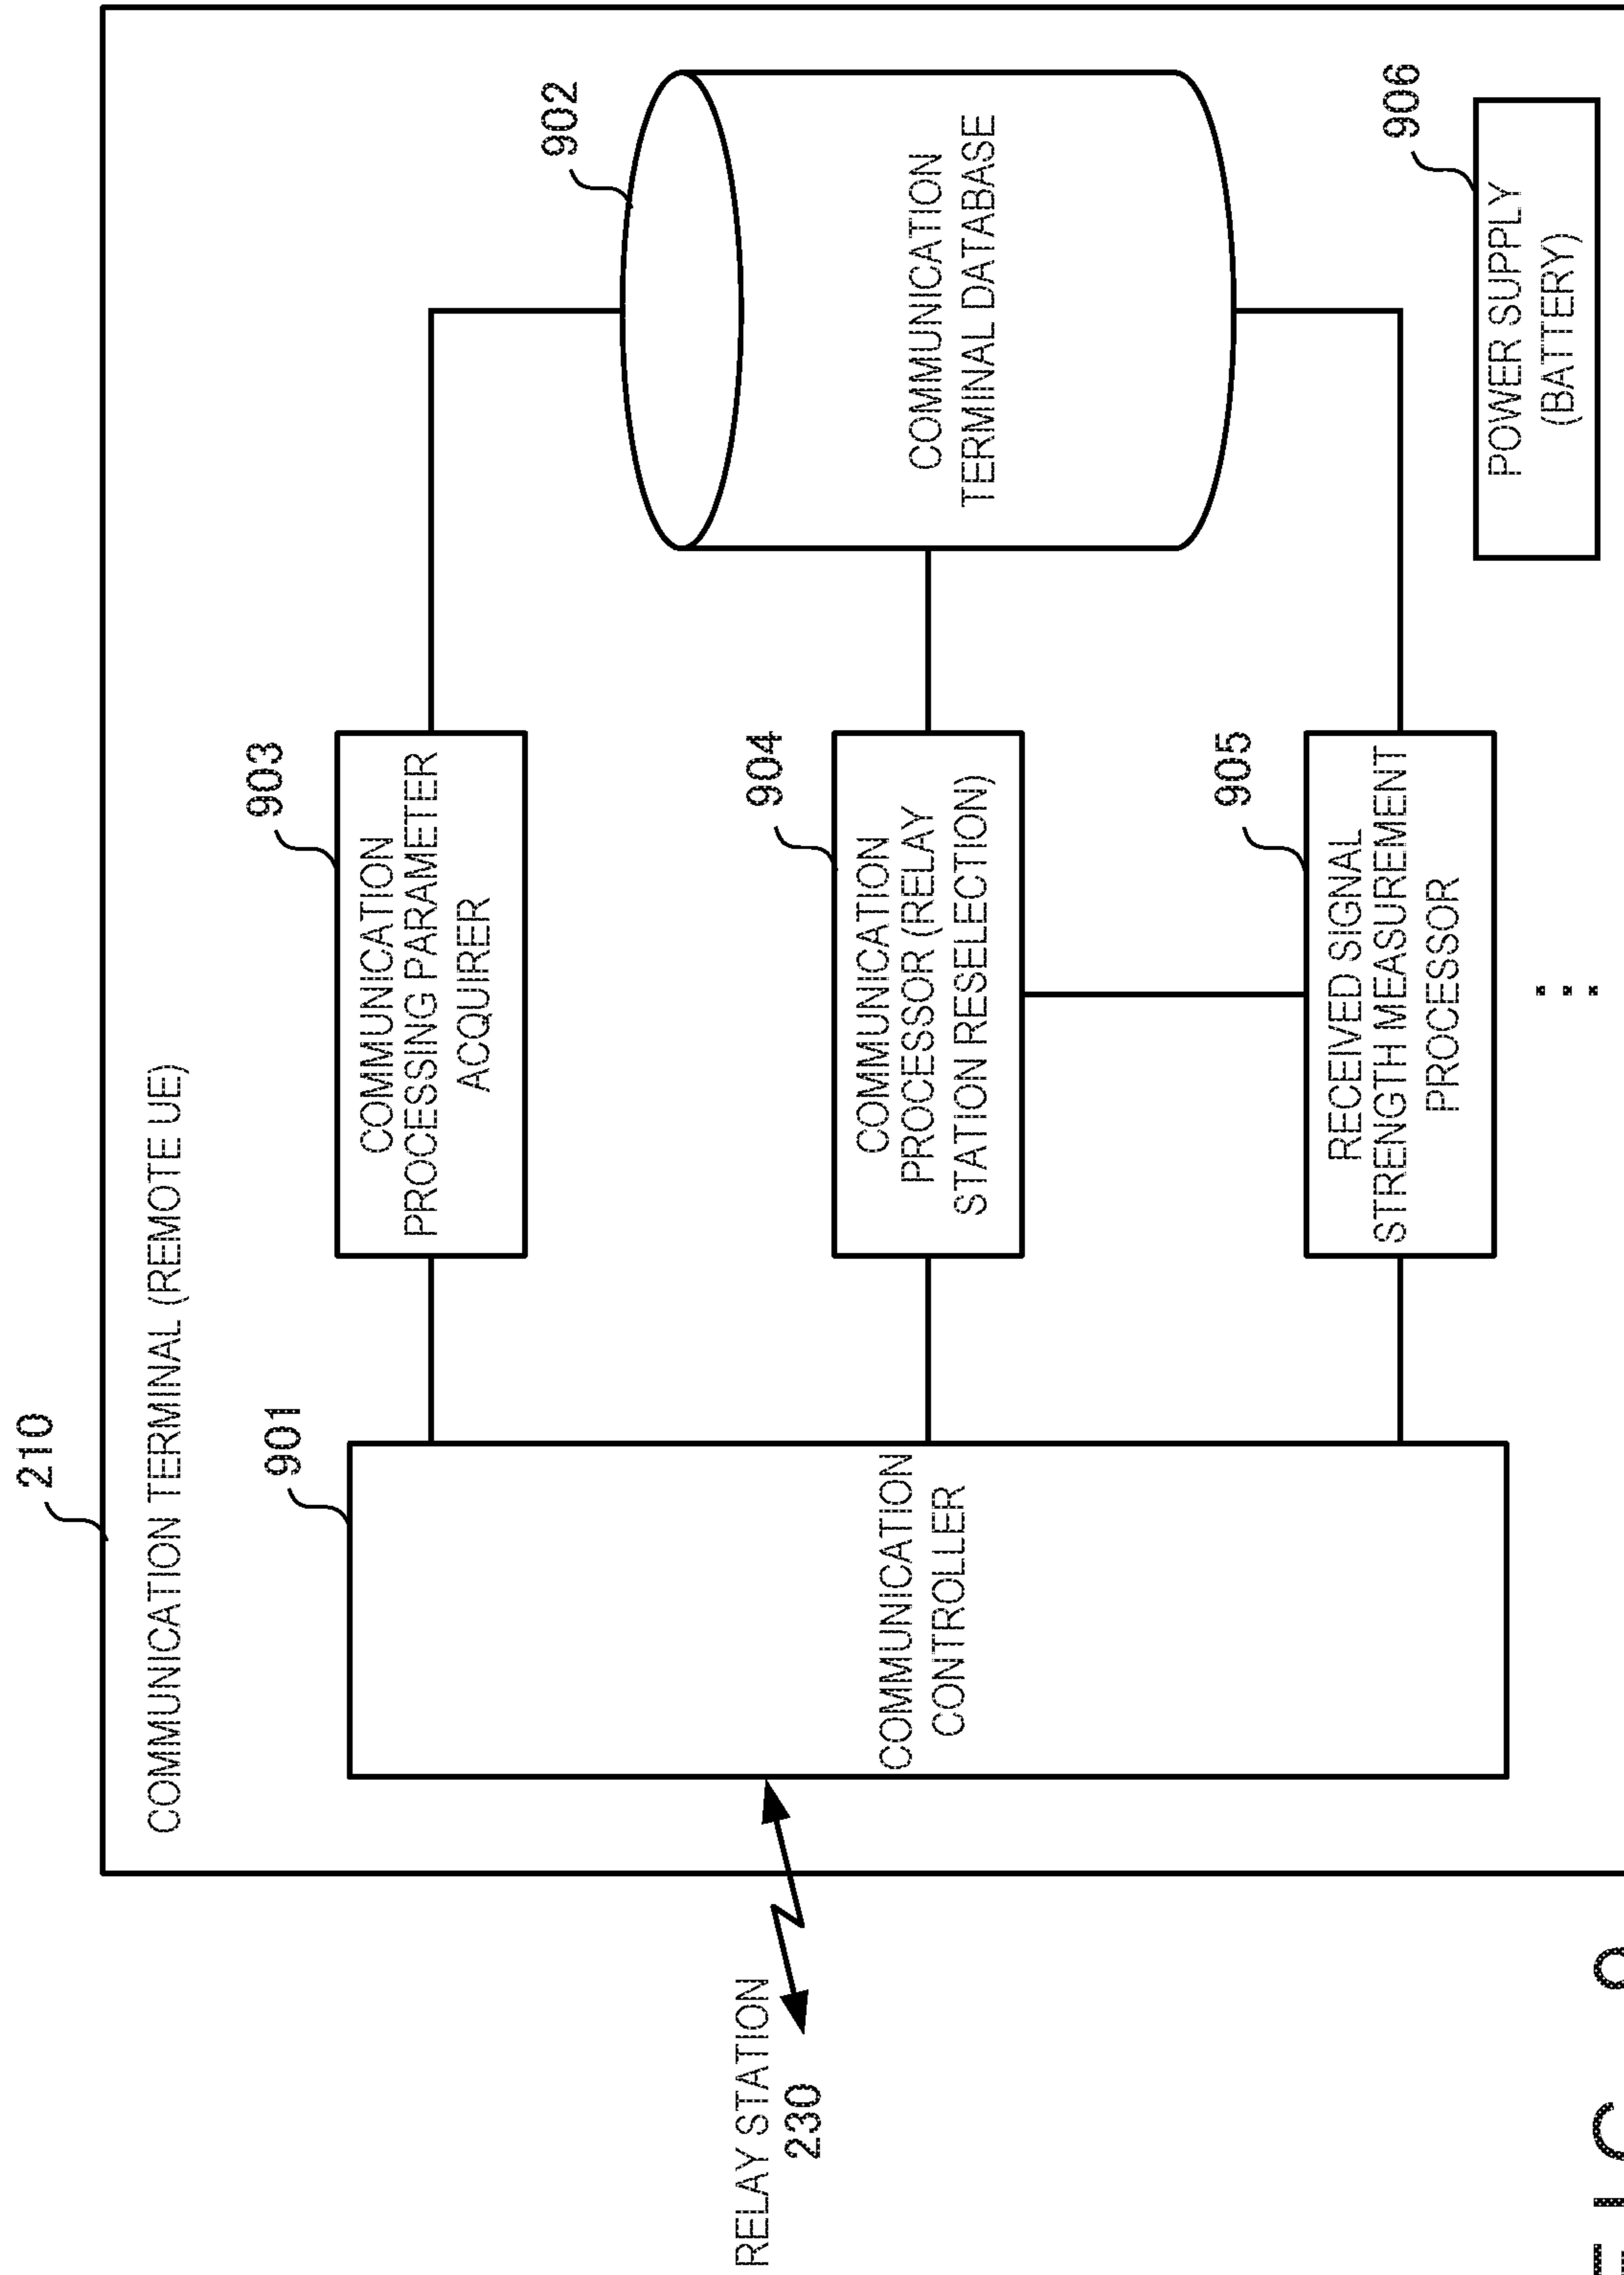 210
COMMUNICATION TERMINAL (REMOTE UE)
901
COMMUNICATION
CONTROLLER
RELAY STATION
230
903
COMMUNICATION
PROCESSING PARAMETER
ACQUIRER
904
COMMUNICATION
PROCESSOR (RELAY
STATION RESELECTION)
905
RECEIVED SIGNAL
STRENGTH MEASUREMENT
PROCESSOR
...
902
COMMUNICATION
TERMINAL DATABASE
906
POWER SUPPLY
(BATTERY)